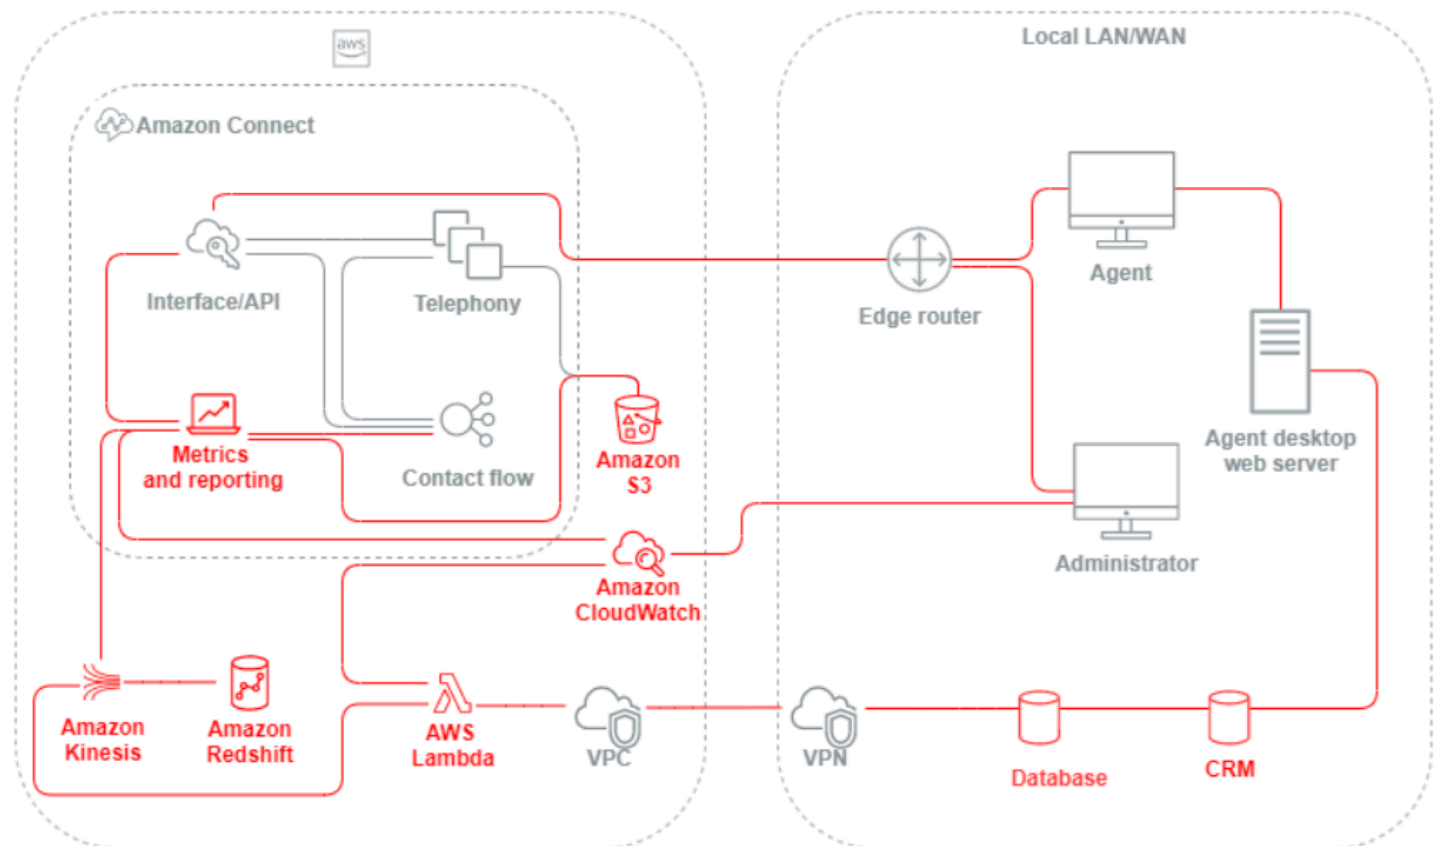 aws
Local LAN/WAN
Amazon Connect
Interface/API
Telephony
Edge router
Agent
Metrics
and reporting
Contact flow
Amazon
S3
Agent desktop
web server
Amazon
CloudWatch
Administrator
Amazon
Kinesis
Amazon
Redshift
AWS
Lambda
VPC
VPN
Database
CRM